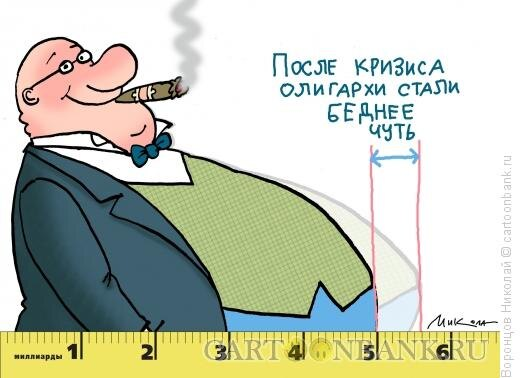 После кризиса
олигархи стали
беднее
чуть
Микола
миллиарды 1 2 3 4 5 6
CARTOONBANK.RU
Воронцов Николай © cartoonbank.ru